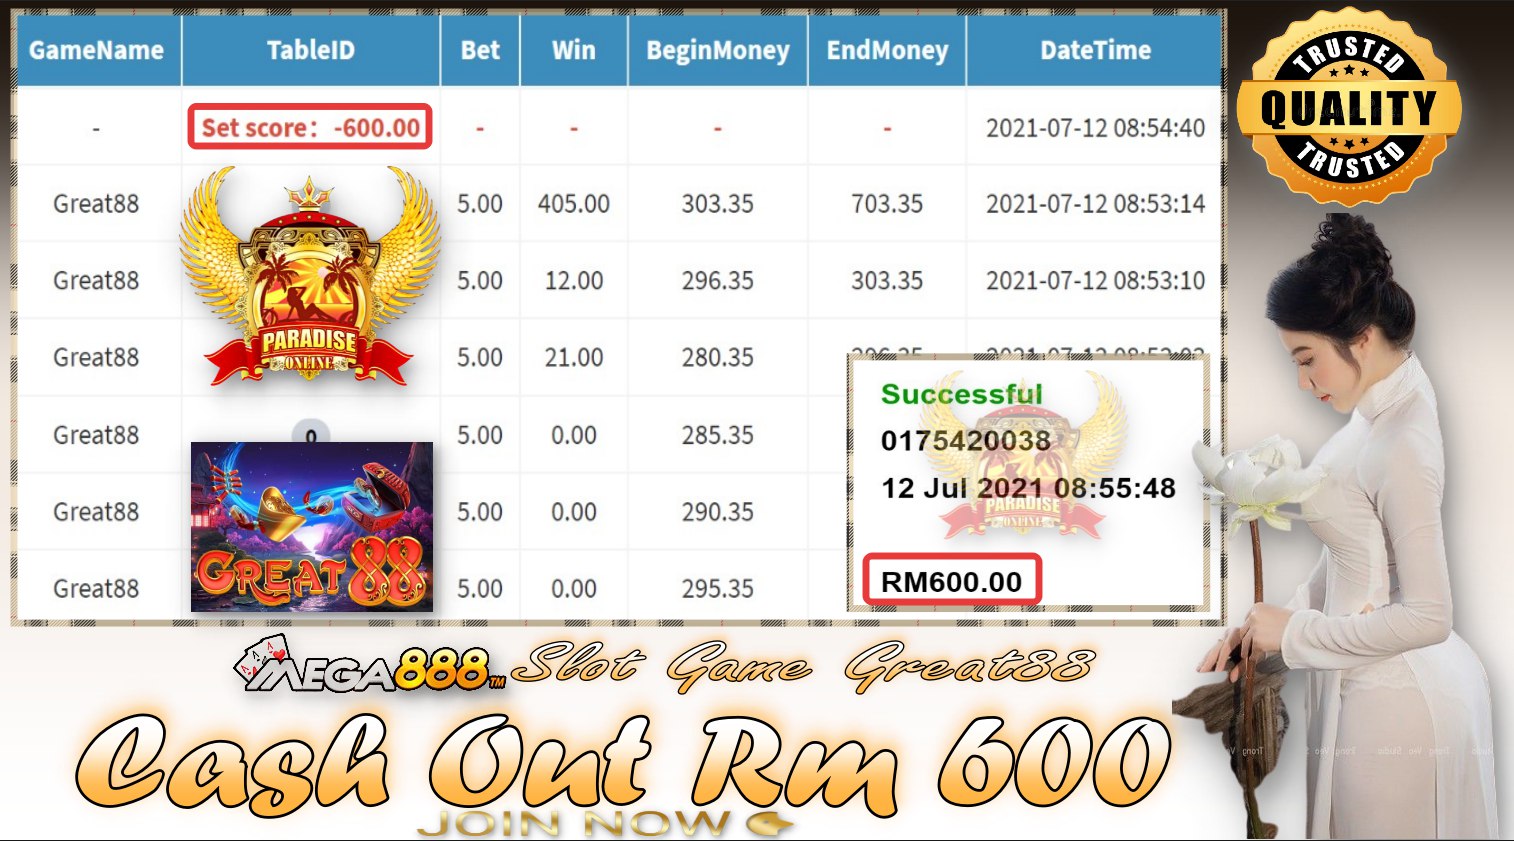 GameName TableID Bet Win BeginMoney EndMoney DateTime
- Set score: -600.00 - - - - 2021-07-12 08:54:40
Great88 5.00 405.00 303.35 703.35 2021-07-12 08:53:14
Great88 5.00 12.00 296.35 303.35 2021-07-12 08:53:10
Great88 5.00 21.00 280.35
Great88 0 5.00 0.00 285.35
Great88 5.00 0.00 290.35
Great88 5.00 0.00 295.35
PARADISE
ONLINE
GREAT 88
Successful
0175420038
12 Jul 2021 08:55:48
PARADISE
ONLINE
RM600.00
TRUSTED
QUALITY
TRUSTED
MEGA888 TM Slot Game Great88
Cash Out Rm 600
JOIN NOW